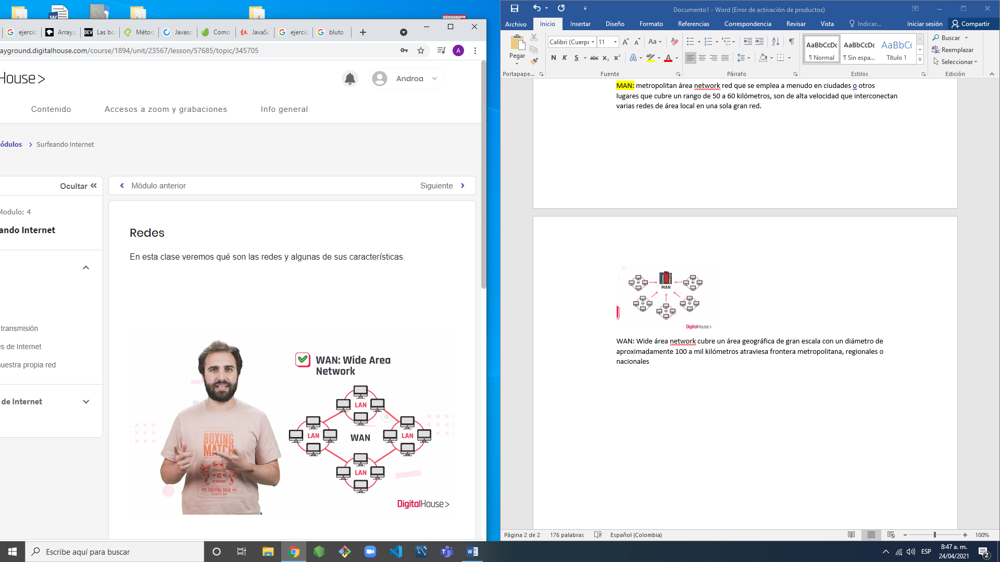 ejercic
Array.p
Las bo
Métod
Javasc
Como
JavaSc
ejercic
bluto -
ayground.digitalhouse.com/course/1894/unit/23567/lesson/57685/topic/345705
House>
Andrea
Contenido
Accesos a zoom y grabaciones
Info general
ódulos > Surfeando Internet
Ocultar
Modulo: 4
ando Internet
transmisión
s de Internet
uestra propia red
de Internet
Módulo anterior
Siguiente
Redes
En esta clase veremos qué son las redes y algunas de sus características.
WAN: Wide Area
Network
LAN
LAN
WAN
LAN
LAN
BOXING
MATCH
VS
FIGHTING DOJO
DigitalHouse>
Documento1 - Word (Error de activación de productos)
Archivo
Inicio
Insertar
Diseño
Formato
Referencias
Correspondencia
Revisar
Vista
Indicar...
Iniciar sesión
Compartir
Pegar
Portapape...
Calibri (Cuerpo
11
Aa
N K S abc x₂ x²
Fuente
Párrafo
AaBbCcDc
¶ Normal
AaBbCcDc
¶ Sin espa...
AaBbCc
Título 1
Estilos
Buscar
Reemplazar
Seleccionar
Edición
MAN: metropolitan área network red que se emplea a menudo en ciudades o otros
lugares que cubre un rango de 50 a 60 kilómetros, son de alta velocidad que interconectan
varias redes de área local en una sola gran red.
MAN
DigitalHouse>
WAN: Wide área network cubre un área geográfica de gran escala con un diámetro de
aproximadamente 100 a mil kilómetros atraviesa frontera metropolitana, regionales o
nacionales
Página 2 de 2
176 palabras
Español (Colombia)
100%
Escribe aquí para buscar
ESP
8:47 a. m.
24/04/2021
2